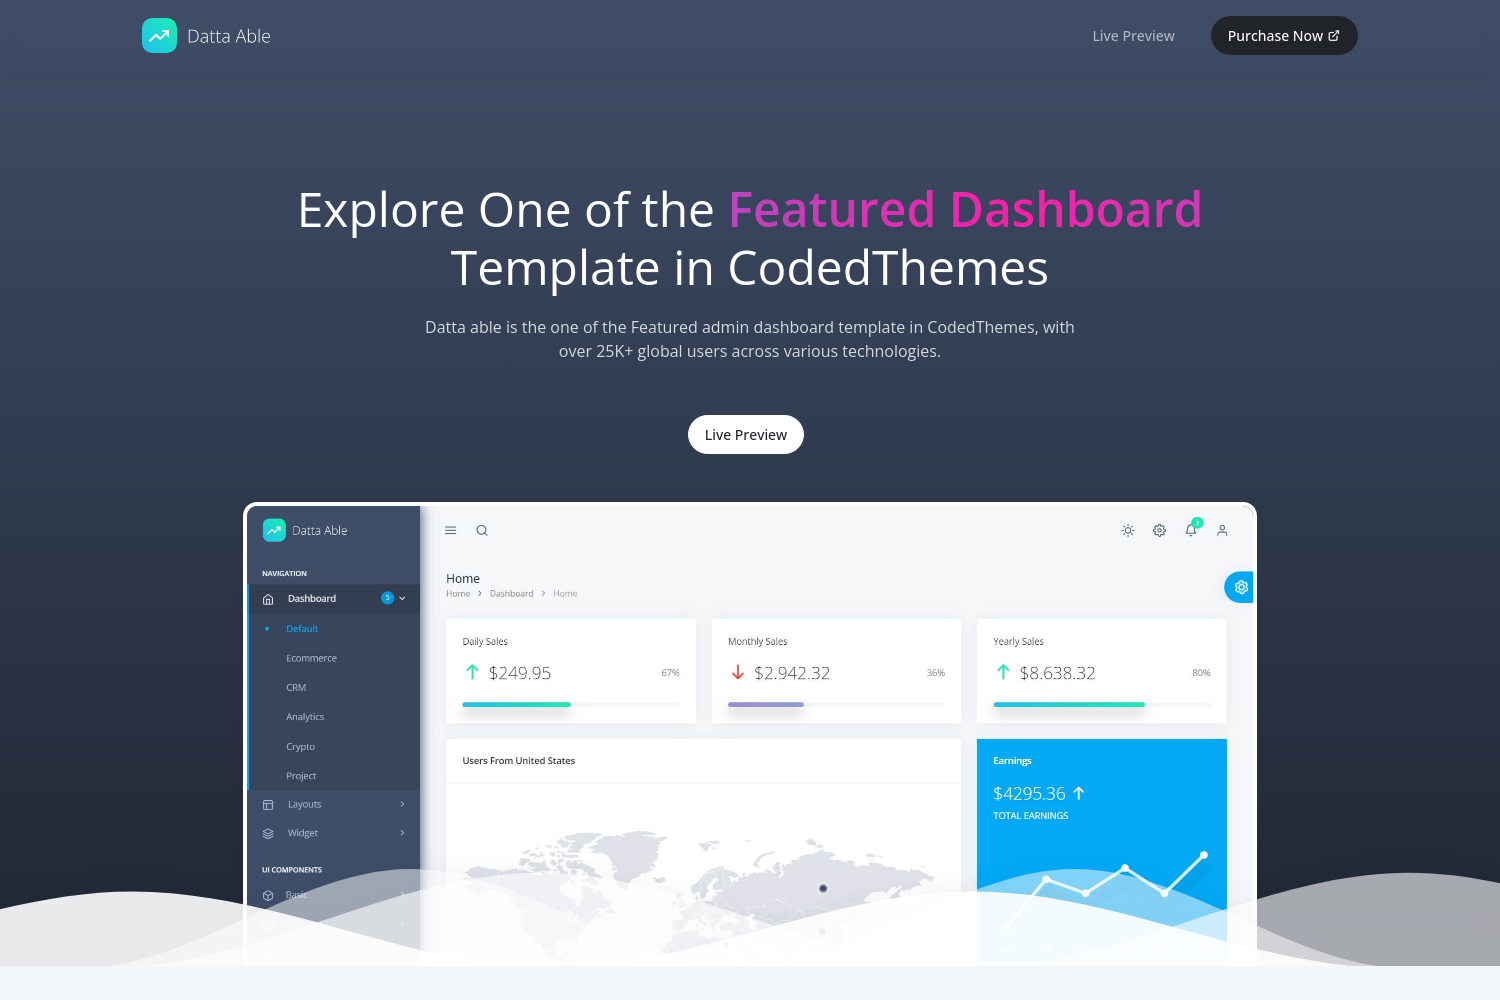 Datta Able
Live Preview
Purchase Now
Explore One of the Featured Dashboard
Template in CodedThemes
Datta able is the one of the Featured admin dashboard template in CodedThemes, with
over 25K+ global users across various technologies.
Live Preview
Datta Able
NAVIGATION
Dashboard 5
Default
Ecommerce
CRM
Analytics
Crypto
Project
Layouts
Widget
UI COMPONENTS
Basic
Home
Home > Dashboard > Home
Daily Sales
$249.95 67%
Monthly Sales
$2.942.32 36%
Yearly Sales
$8.638.32 80%
Users From United States
Earnings
$4295.36
TOTAL EARNINGS